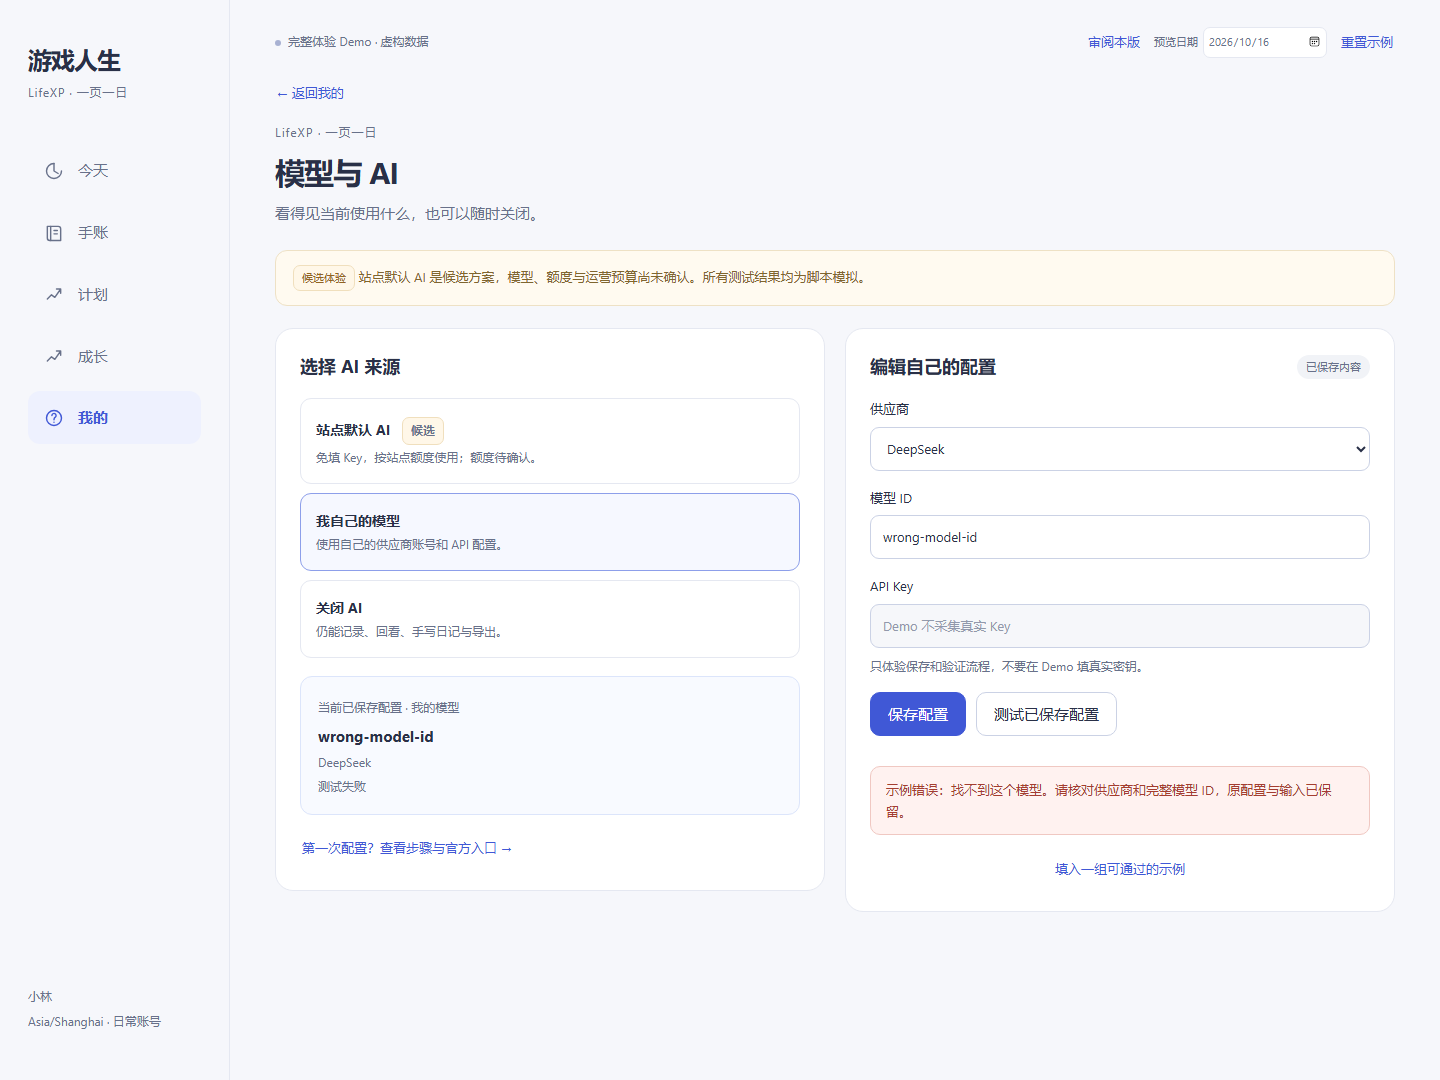 游戏人生
LifeXP · 一页一日
今天
手账
计划
成长
我的
小林
Asia/Shanghai · 日常账号
完整体验 Demo · 虚构数据
审阅本版
预览日期
2026/10/16
重置示例
← 返回我的
LifeXP · 一页一日
模型与 AI
看得见当前使用什么，也可以随时关闭。
候选体验 站点默认 AI 是候选方案，模型、额度与运营预算尚未确认。所有测试结果均为脚本模拟。
选择 AI 来源
站点默认 AI 候选
免填 Key，按站点额度使用；额度待确认。
我自己的模型
使用自己的供应商账号和 API 配置。
关闭 AI
仍能记录、回看、手写日记与导出。
当前已保存配置 · 我的模型
wrong-model-id
DeepSeek
测试失败
第一次配置？查看步骤与官方入口 →
编辑自己的配置
已保存内容
供应商
DeepSeek
模型 ID
wrong-model-id
API Key
Demo 不采集真实 Key
只体验保存和验证流程，不要在 Demo 填真实密钥。
保存配置
测试已保存配置
示例错误：找不到这个模型。请核对供应商和完整模型 ID，原配置与输入已保
留。
填入一组可通过的示例